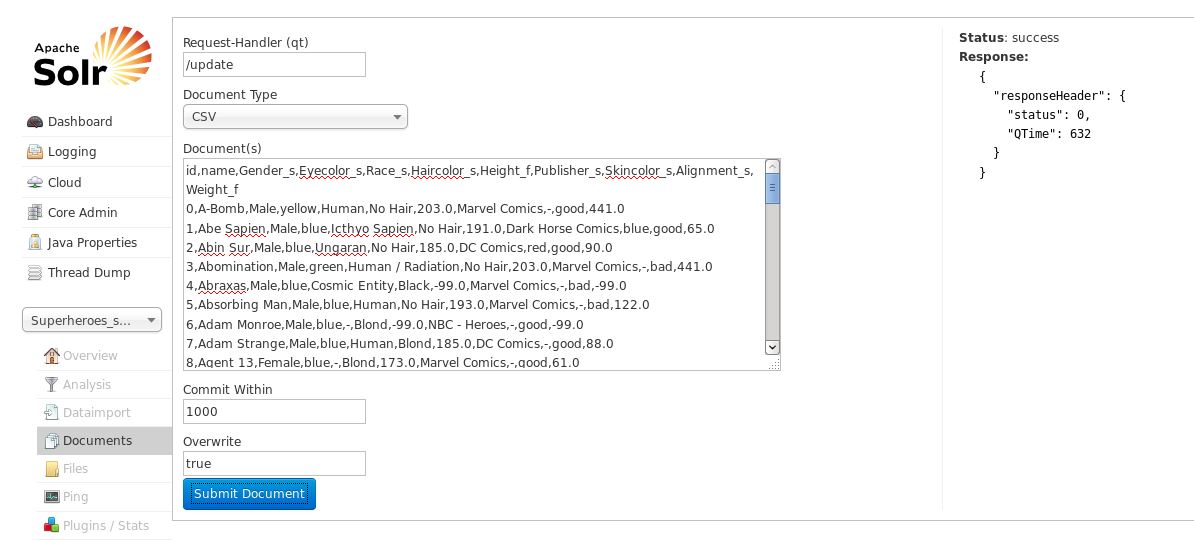 Apache
Solr
Dashboard
Logging
Cloud
Core Admin
Java Properties
Thread Dump
Superheroes_s...
Overview
Analysis
Dataimport
Documents
Files
Ping
Plugins / Stats
Request-Handler (qt)
/update
Document Type
CSV
Document(s)
id,name,Gender_s,Eyecolor_s,Race_s,Haircolor_s,Height_f,Publisher_s,Skincolor_s,Alignment_s,
Weight_f
0,A-Bomb,Male,yellow,Human,No Hair,203.0,Marvel Comics,-,good,441.0
1,Abe Sapien,Male,blue,Icthyo Sapien,No Hair,191.0,Dark Horse Comics,blue,good,65.0
2,Abin Sur,Male,blue,Ungaran,No Hair,185.0,DC Comics,red,good,90.0
3,Abomination,Male,green,Human / Radiation,No Hair,203.0,Marvel Comics,-,bad,441.0
4,Abraxas,Male,blue,Cosmic Entity,Black,-99.0,Marvel Comics,-,bad,-99.0
5,Absorbing Man,Male,blue,Human,No Hair,193.0,Marvel Comics,-,bad,122.0
6,Adam Monroe,Male,blue,-,Blond,-99.0,NBC - Heroes,-,good,-99.0
7,Adam Strange,Male,blue,Human,Blond,185.0,DC Comics,-,good,88.0
8,Agent 13,Female,blue,-,Blond,173.0,Marvel Comics,-,good,61.0
Commit Within
1000
Overwrite
true
Submit Document
Status: success
Response:
{
"responseHeader": {
"status": 0,
"QTime": 632
}
}